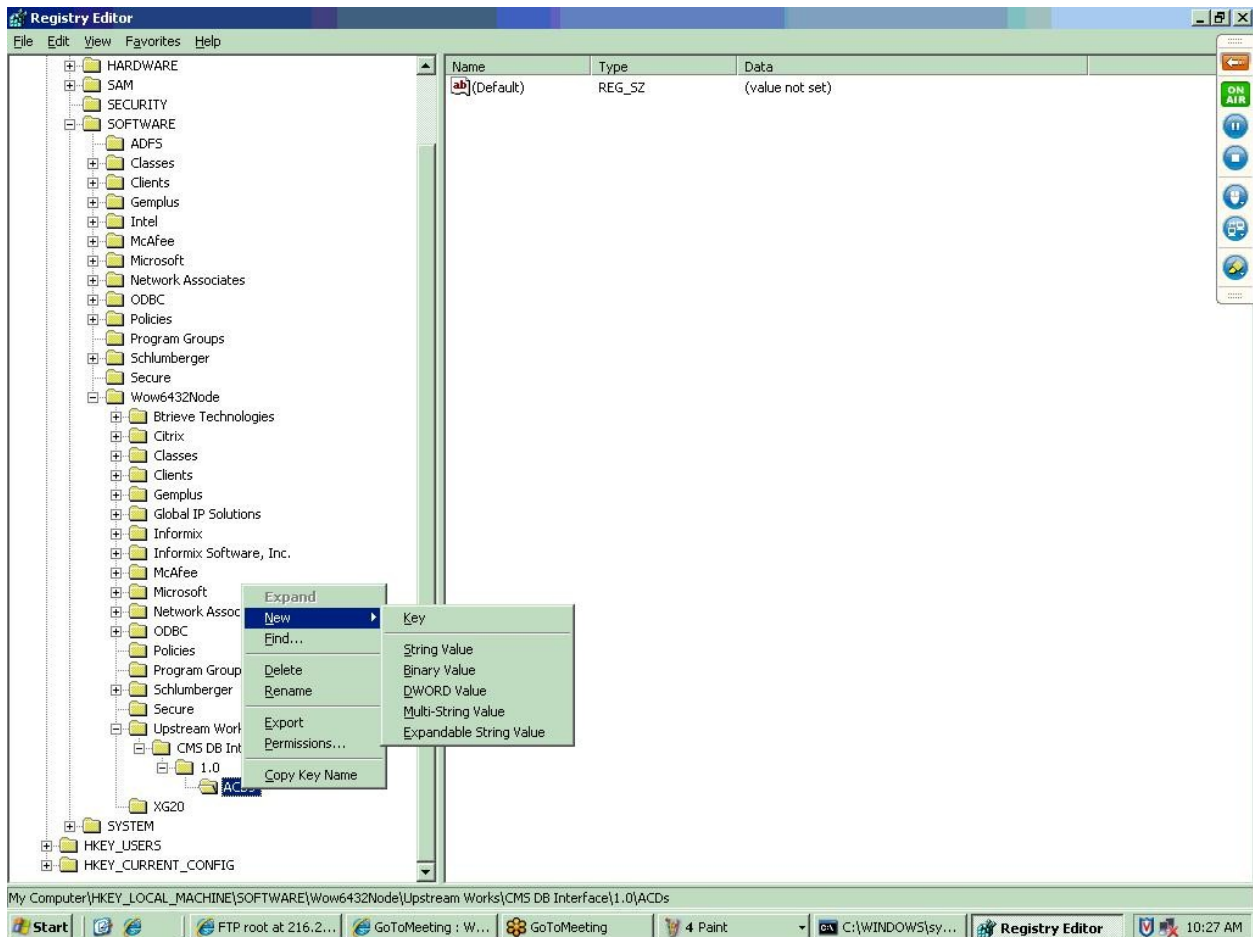 Registry Editor
File Edit View Favorites Help
HARDWARE
SAM
SECURITY
SOFTWARE
ADFS
Classes
Clients
Gemplus
Intel
McAfee
Microsoft
Network Associates
ODBC
Policies
Program Groups
Schlumberger
Secure
Wow6432Node
Btrieve Technologies
Citrix
Classes
Clients
Gemplus
Global IP Solutions
Informix
Informix Software, Inc.
McAfee
Microsoft
Network Assoc
ODBC
Policies
Program Group
Schlumberger
Secure
Upstream Work
CMS DB Int
1.0
ACDs
XG20
SYSTEM
HKEY_USERS
HKEY_CURRENT_CONFIG
Name Type Data
ab (Default) REG_SZ (value not set)
ON AIR
Expand
New
Find...
Delete
Rename
Export
Permissions...
Copy Key Name
Key
String Value
Binary Value
DWORD Value
Multi-String Value
Expandable String Value
My Computer\HKEY_LOCAL_MACHINE\SOFTWARE\Wow6432Node\Upstream Works\CMS DB Interface\1.0\ACDs
Start FTP root at 216.2... GoToMeeting : W... GoToMeeting 4 Paint C:\WINDOWS\sy... Registry Editor 10:27 AM